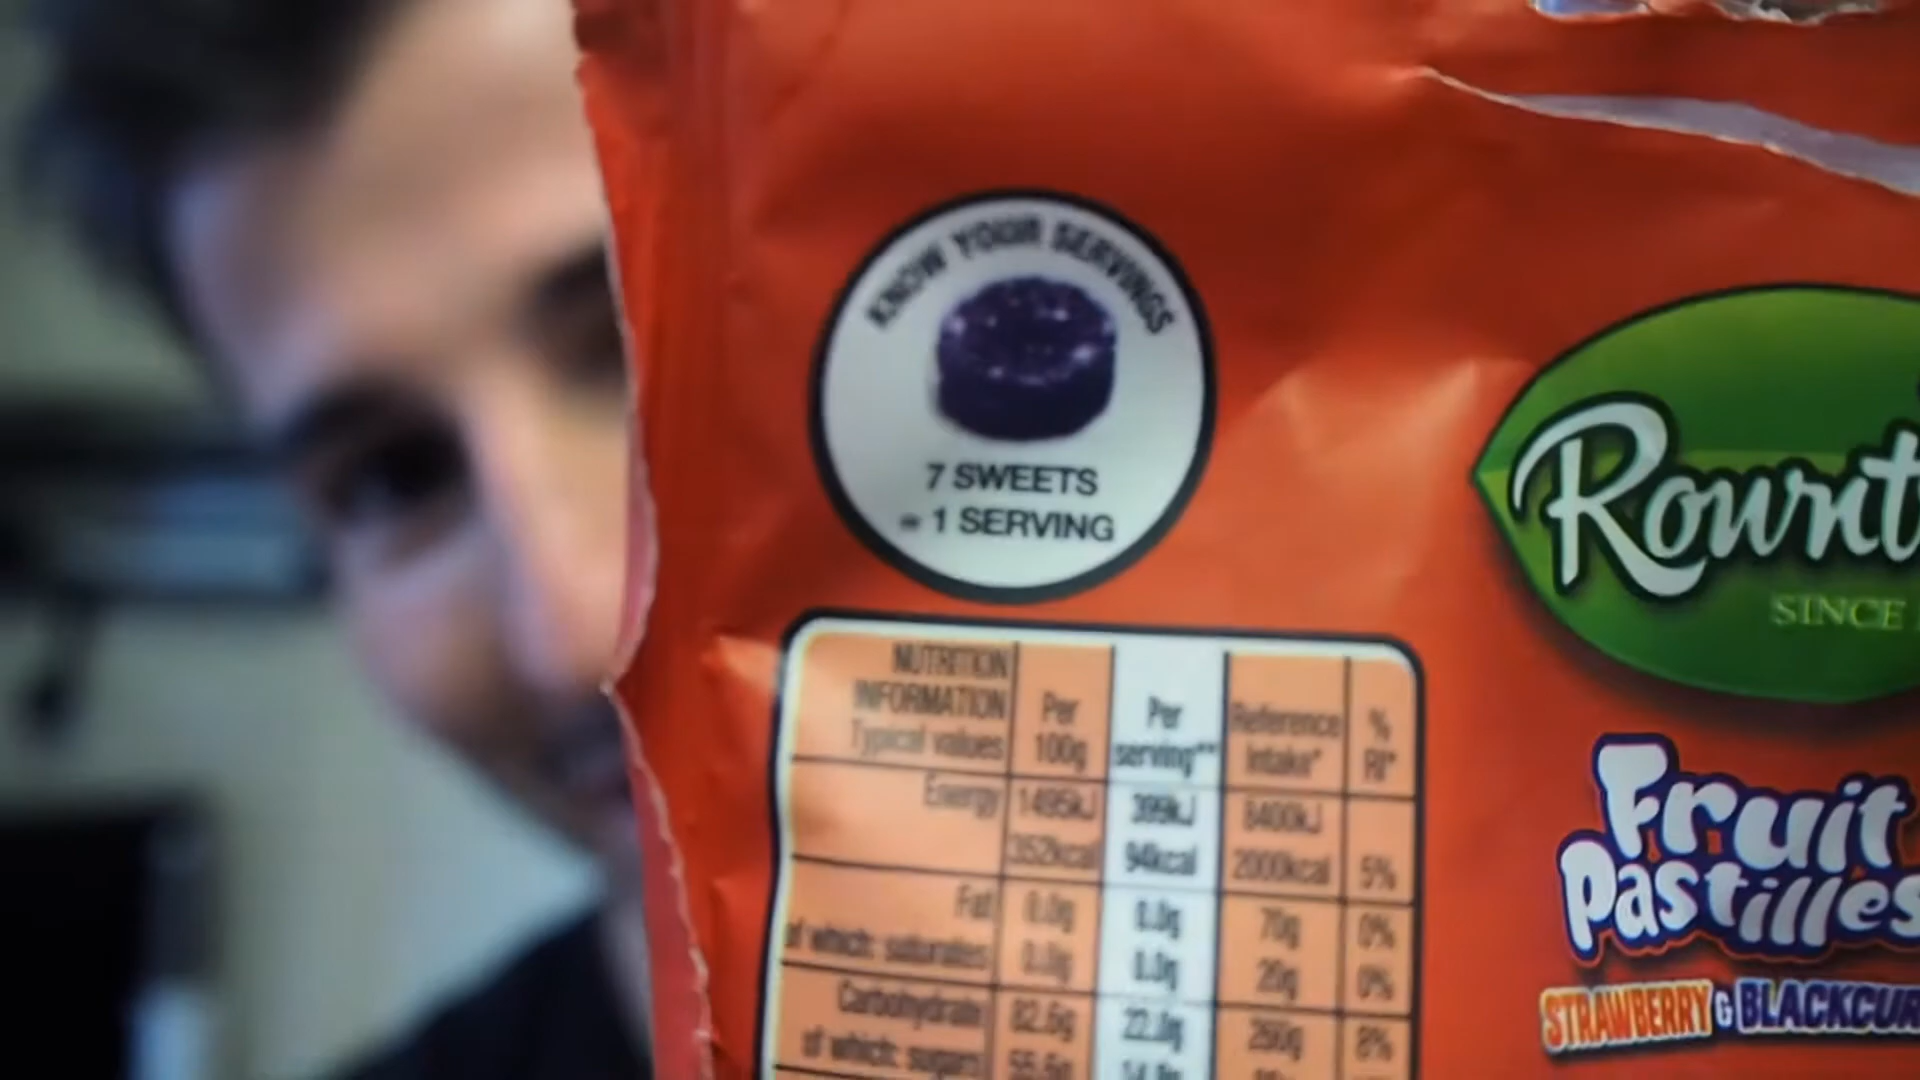 KNOW YOUR SERVINGS
7 SWEETS
= 1 SERVING
Rownt
SINCE
Fruit
Pastilles
STRAWBERRY & BLACKCUR
NUTRITION
INFORMATION
Typical values
Per
100g
Per
serving**
Reference
Intake*
%
RI*
Energy 1495kJ 399kJ 8400kJ
352kcal 94kcal 2000kcal 5%
Fat 0.0g 0.0g 70g 0%
of which: saturates 0.0g 0.0g 20g 0%
Carbohydrate 82.6g 22.0g 260g 8%
of which: sugars 55.6g